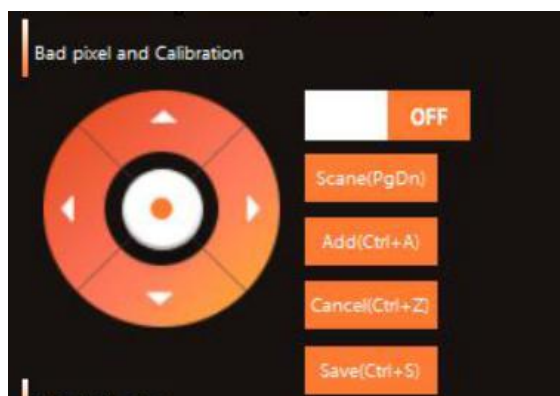 Bad pixel and Calibration
OFF
Scane(PgDn)
Add(Ctrl+A)
Cancel(Ctrl+Z)
Save(Ctrl+S)